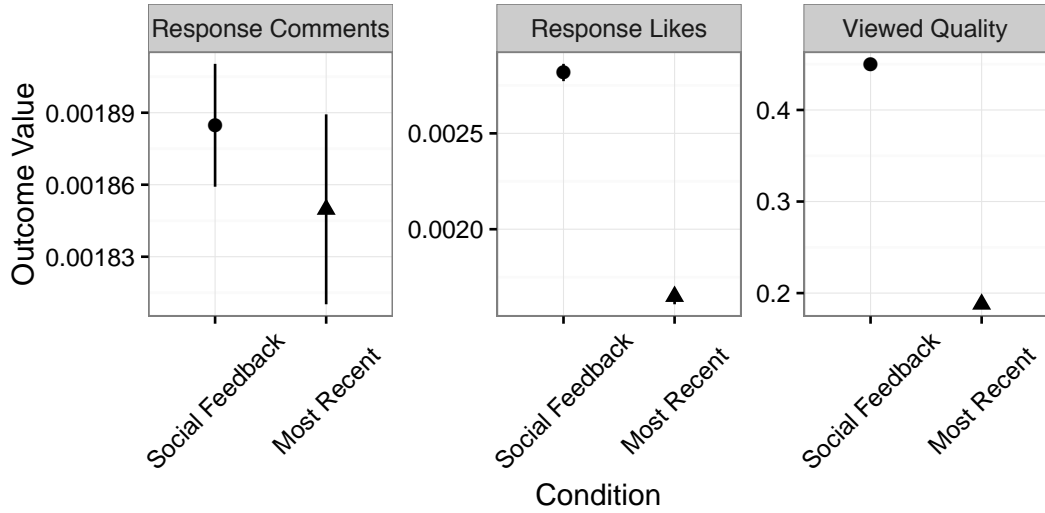 Response Comments
Response Likes
Viewed Quality
Outcome Value
0.00189
0.00186
0.00183
0.0025
0.0020
0.4
0.3
0.2
Social Feedback
Most Recent
Social Feedback
Most Recent
Social Feedback
Most Recent
Condition